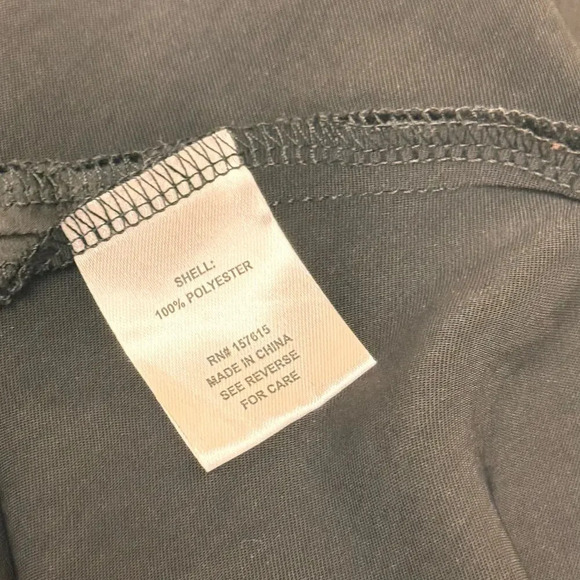 SHELL:
100% POLYESTER
RN# 157615
MADE IN CHINA
SEE REVERSE
FOR CARE